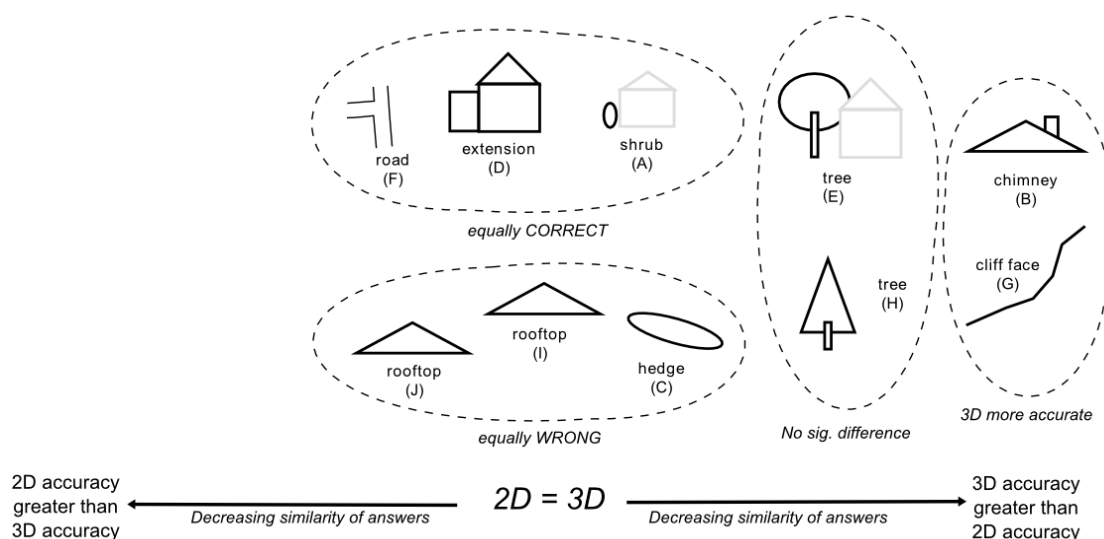 road
(F)
extension
(D)
shrub
(A)
equally CORRECT
rooftop
(J)
rooftop
(I)
hedge
(C)
equally WRONG
tree
(E)
tree
(H)
No sig. difference
chimney
(B)
cliff face
(G)
3D more accurate
2D accuracy
greater than
3D accuracy
Decreasing similarity of answers
2D = 3D
Decreasing similarity of answers
3D accuracy
greater than
2D accuracy